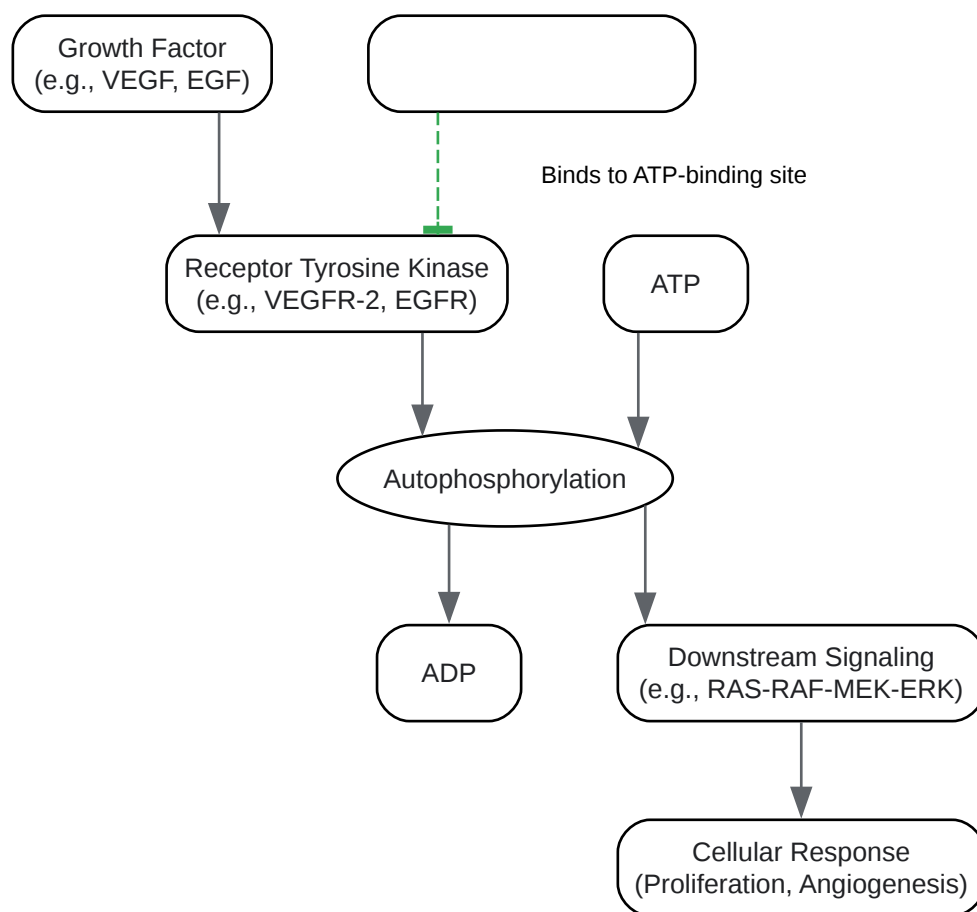 Growth Factor
(e.g., VEGF, EGF)
Binds to ATP-binding site
Receptor Tyrosine Kinase
(e.g., VEGFR-2, EGFR)
ATP
Autophosphorylation
ADP
Downstream Signaling
(e.g., RAS-RAF-MEK-ERK)
Cellular Response
(Proliferation, Angiogenesis)